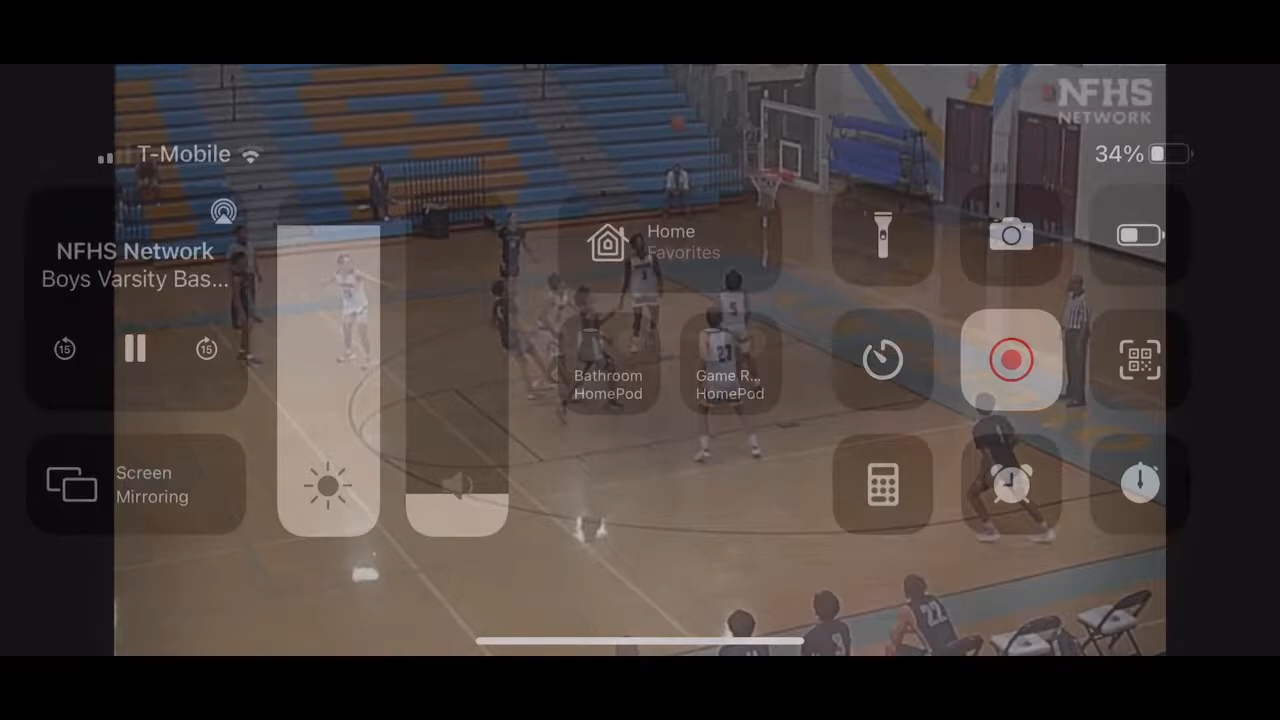 NFHS
NETWORK
T-Mobile
34%
NFHS Network
Boys Varsity Bas...
15
15
Screen
Mirroring
Home
Favorites
Bathroom
HomePod
Game R...
HomePod
5
23
22
3